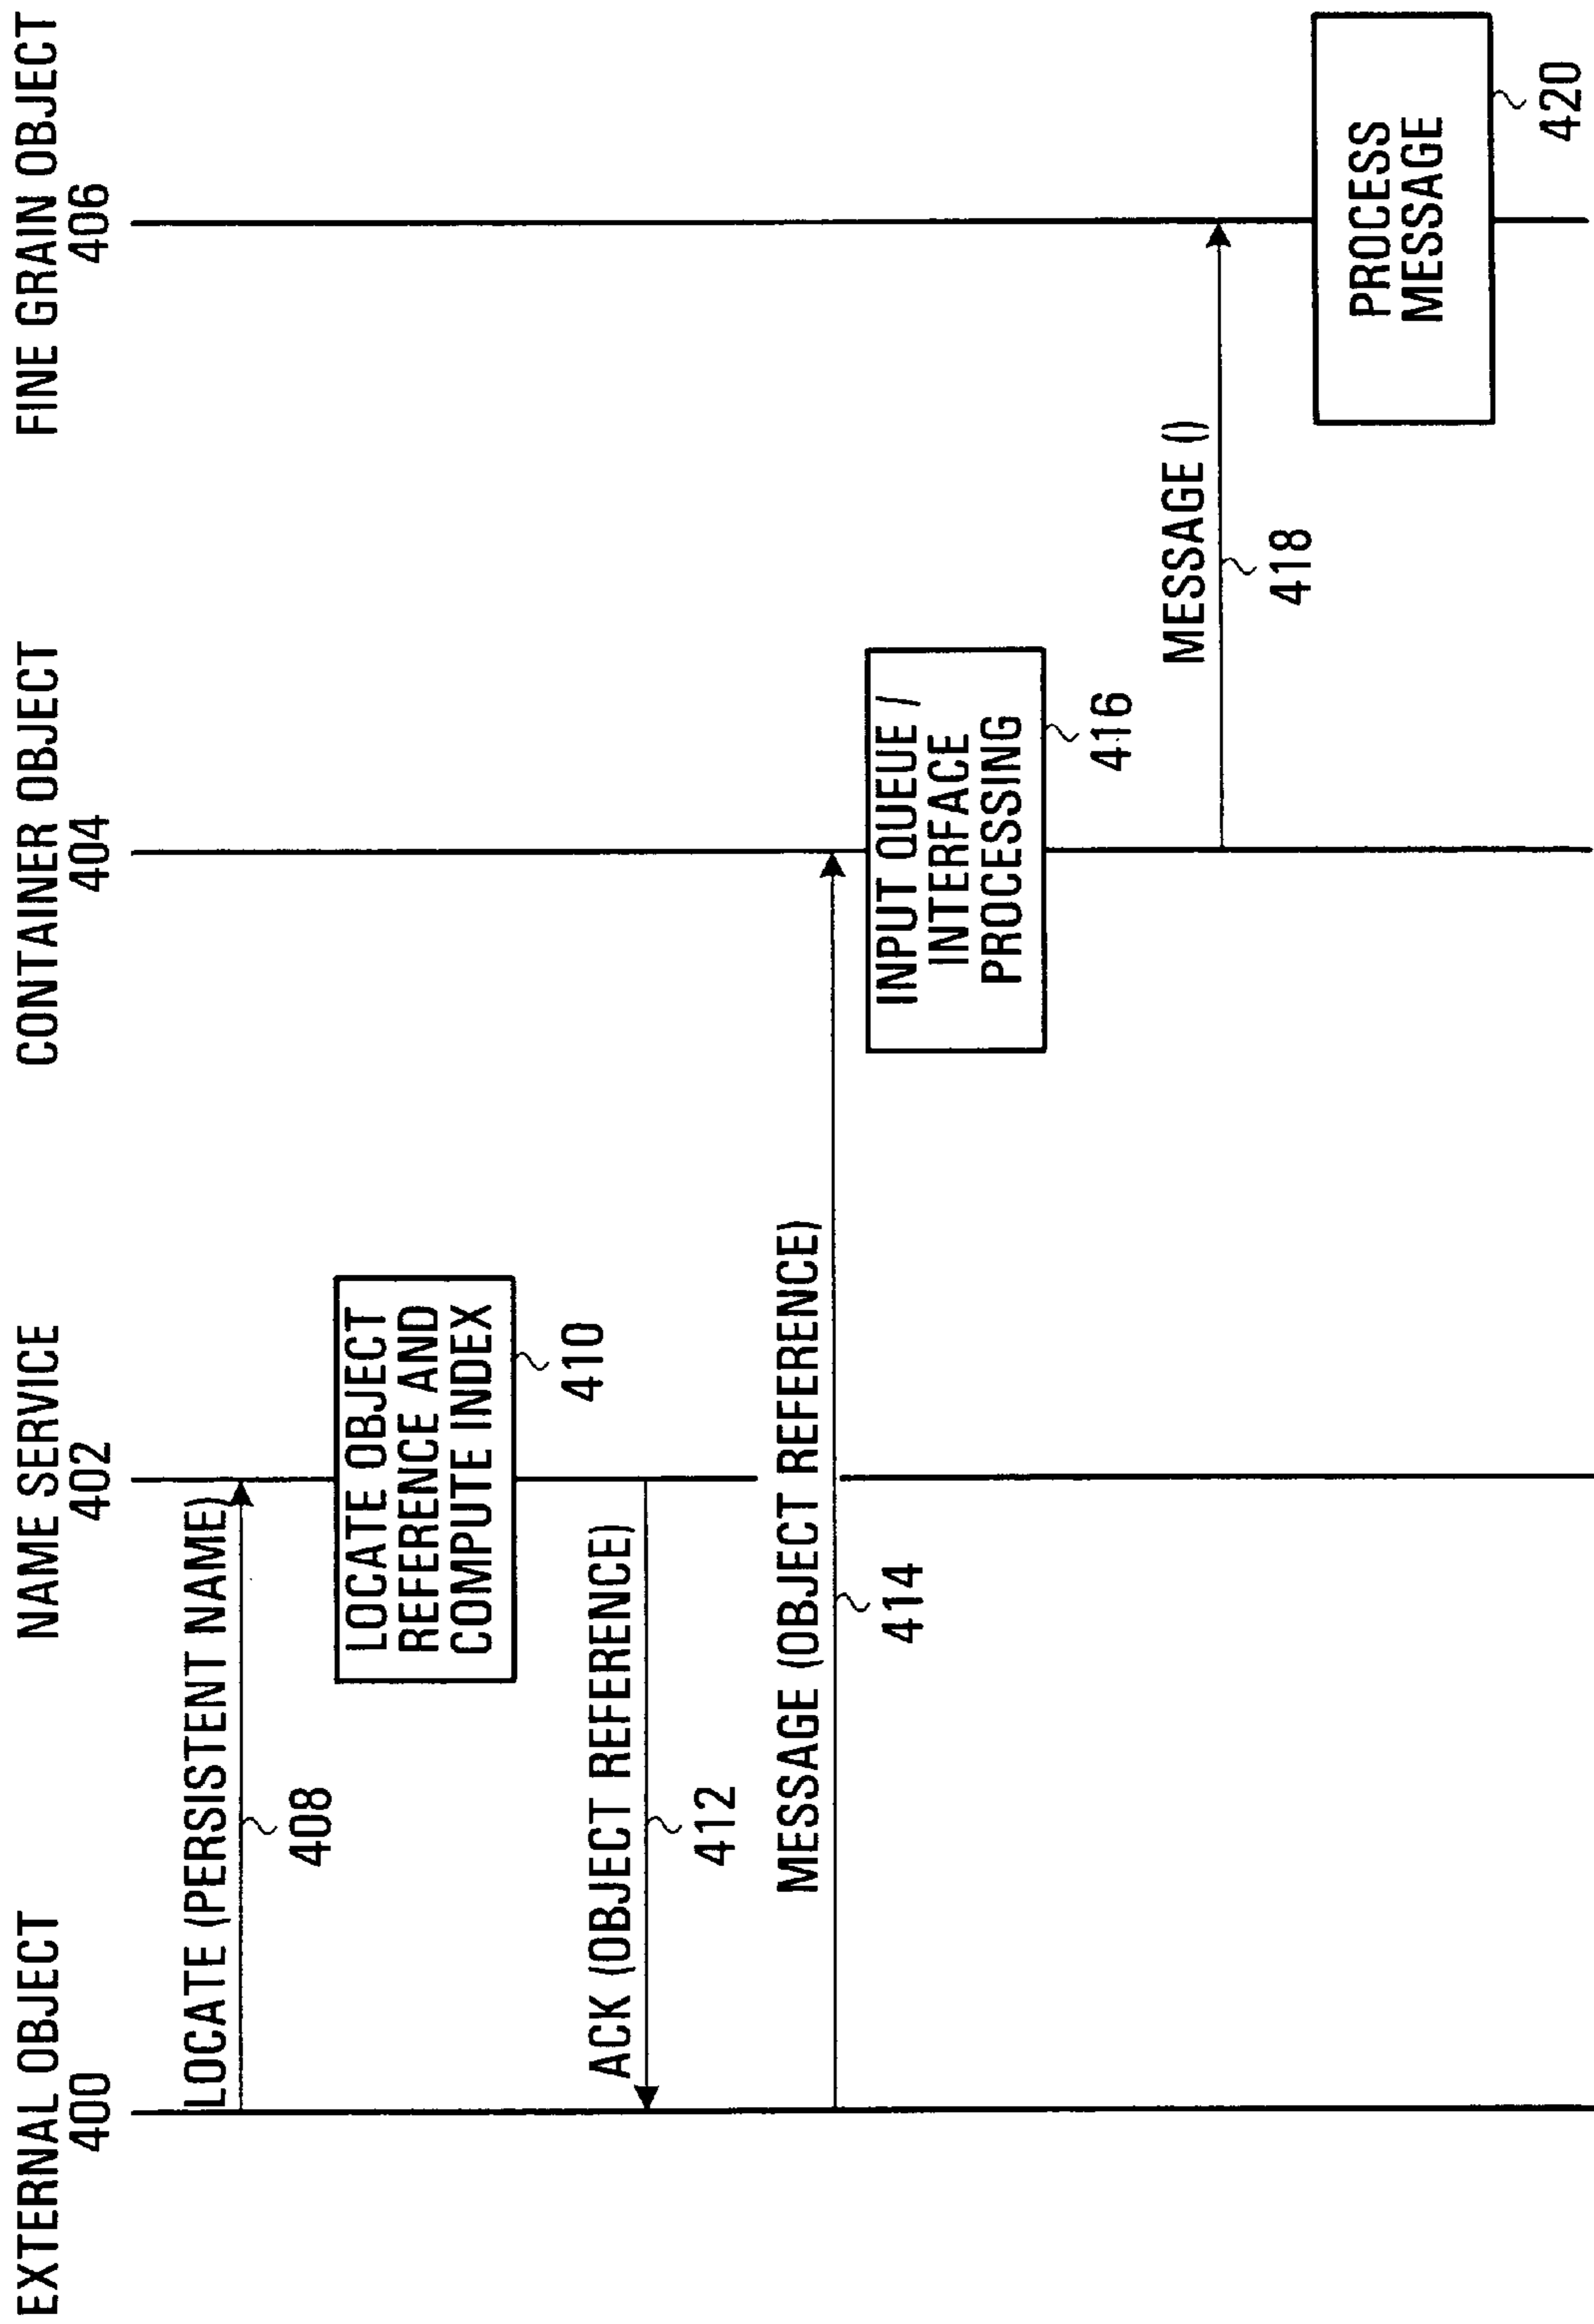 EXTERNAL OBJECT
400
NAME SERVICE
402
CONTAINER OBJECT
404
FINE GRAIN OBJECT
406
LOCATE (PERSISTENT NAME)
408
LOCATE OBJECT
REFERENCE AND
COMPUTE INDEX
410
ACK (OBJECT REFERENCE)
412
MESSAGE (OBJECT REFERENCE)
414
INPUT QUEUE /
INTERFACE
PROCESSING
416
MESSAGE ()
418
PROCESS
MESSAGE
420